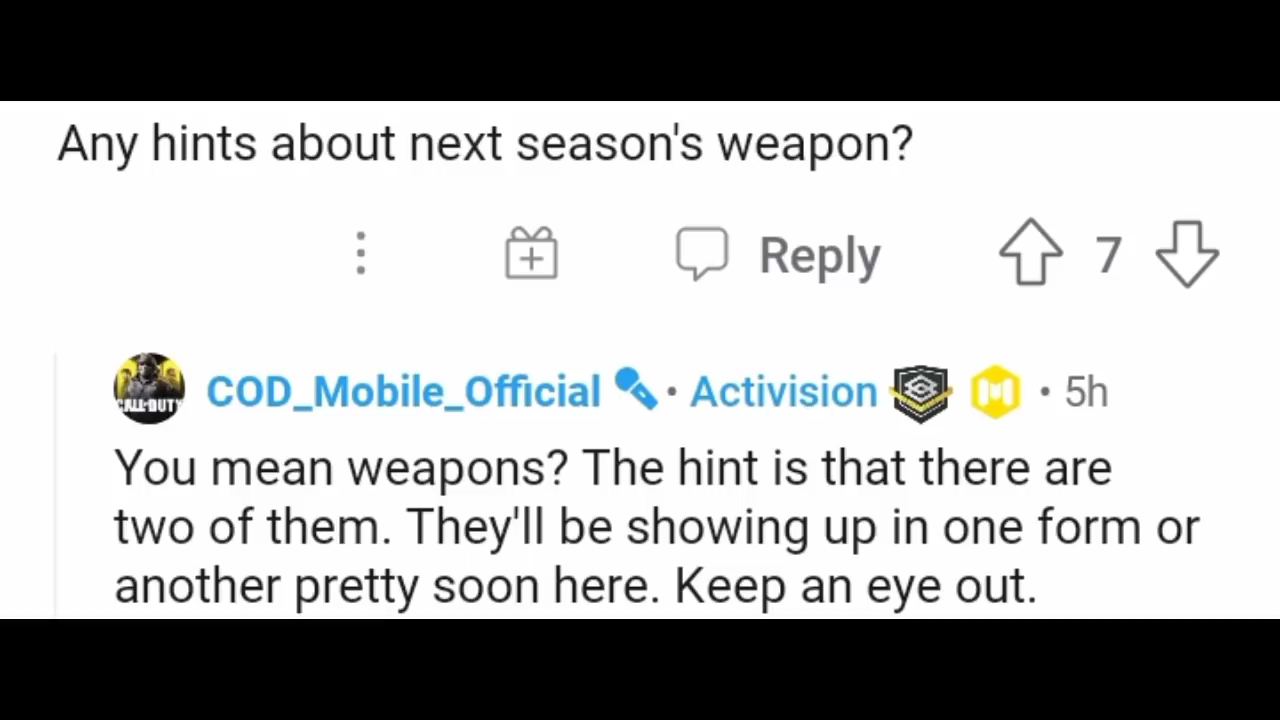 Any hints about next season's weapon?
Reply 7
CALL DUTY
COD_Mobile_Official • Activision • 5h
You mean weapons? The hint is that there are
two of them. They'll be showing up in one form or
another pretty soon here. Keep an eye out.